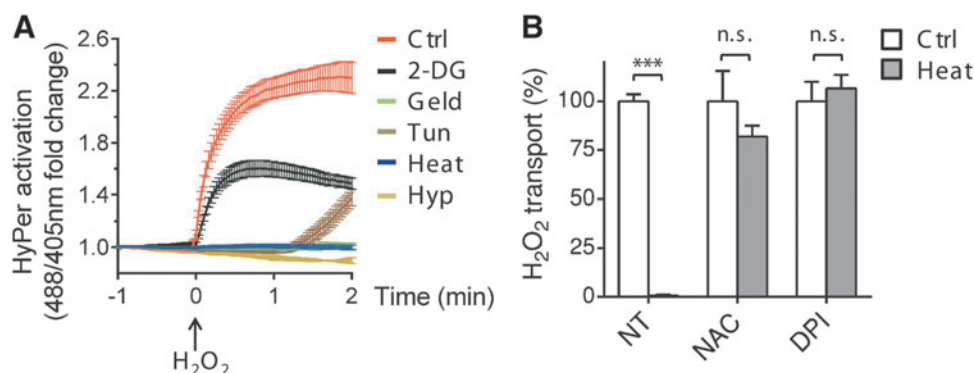 A
HyPer activation
(488/405nm fold change)
2.6
2.2
1.8
1.4
1.0
-1
0
1
2
Time (min)
H₂O₂
Ctrl
2-DG
Geld
Tun
Heat
Hyp
B
H₂O₂ transport (%)
100
75
50
25
0
***
n.s.
n.s.
NT
NAC
DPI
Ctrl
Heat